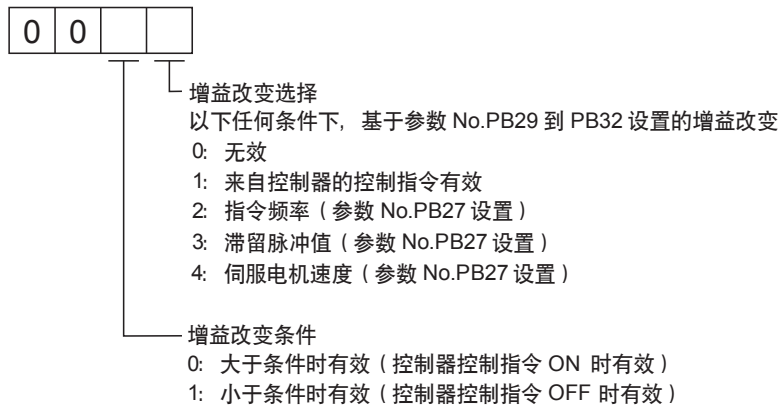 0 0
增益改变选择
以下任何条件下，基于参数 No.PB29 到 PB32 设置的增益改变
0：无效
1：来自控制器的控制指令有效
2：指令频率（参数 No.PB27 设置）
3：滞留脉冲值（参数 No.PB27 设置）
4：伺服电机速度（参数 No.PB27 设置）
增益改变条件
0：大于条件时有效（控制器控制指令 ON 时有效）
1：小于条件时有效（控制器控制指令 OFF 时有效）